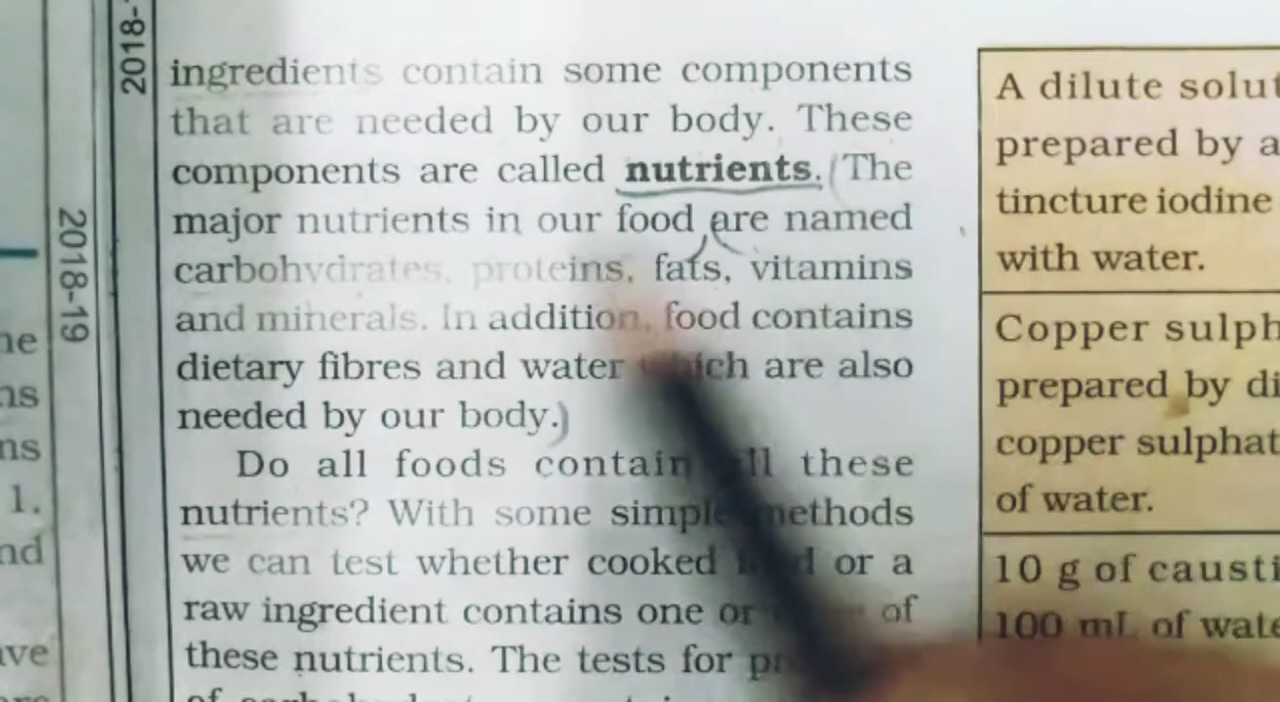 2018-
2018-19
ne
ns
ns
1.
nd
ve
ingredients contain some components
that are needed by our body. These
components are called nutrients. (The
major nutrients in our food are named
carbohydrates, proteins, fats, vitamins
and minerals. In addition, food contains
dietary fibres and water which are also
needed by our body.)
Do all foods contain all these
nutrients? With some simple methods
we can test whether cooked or a
raw ingredient contains one or of
these nutrients. The tests for
A dilute solut
prepared by a
tincture iodine
with water.
Copper sulph
prepared by di
copper sulphat
of water.
10 g of causti
100 mL of wate